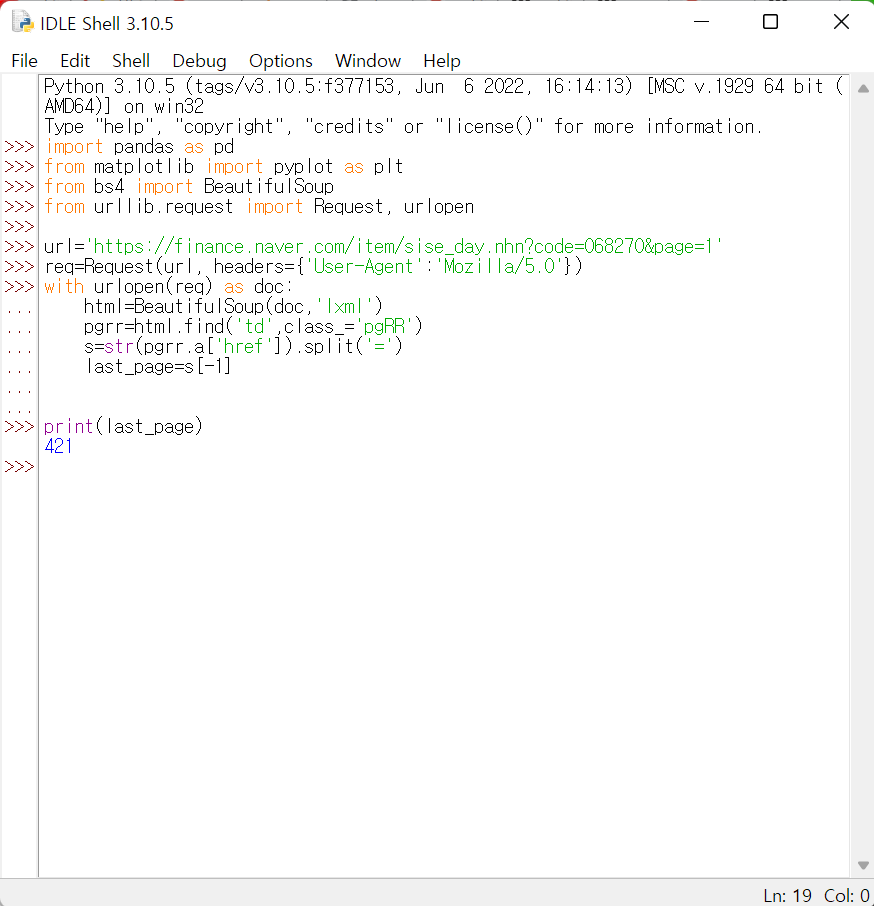 IDLE Shell 3.10.5
File Edit Shell Debug Options Window Help
Python 3.10.5 (tags/v3.10.5:f377153, Jun  6 2022, 16:14:13) [MSC v.1929 64 bit (
AMD64)] on win32
Type "help", "copyright", "credits" or "license()" for more information.
>>> import pandas as pd
>>> from matplotlib import pyplot as plt
>>> from bs4 import BeautifulSoup
>>> from urllib.request import Request, urlopen
>>>
>>> url='https://finance.naver.com/item/sise_day.nhn?code=068270&page=1'
>>> req=Request(url, headers={'User-Agent':'Mozilla/5.0'})
>>> with urlopen(req) as doc:
...     html=BeautifulSoup(doc,'lxml')
...     pgrr=html.find('td',class_='pgRR')
...     s=str(pgrr.a['href']).split('=')
...     last_page=s[-1]
...
...
>>> print(last_page)
421
>>>
Ln: 19 Col: 0